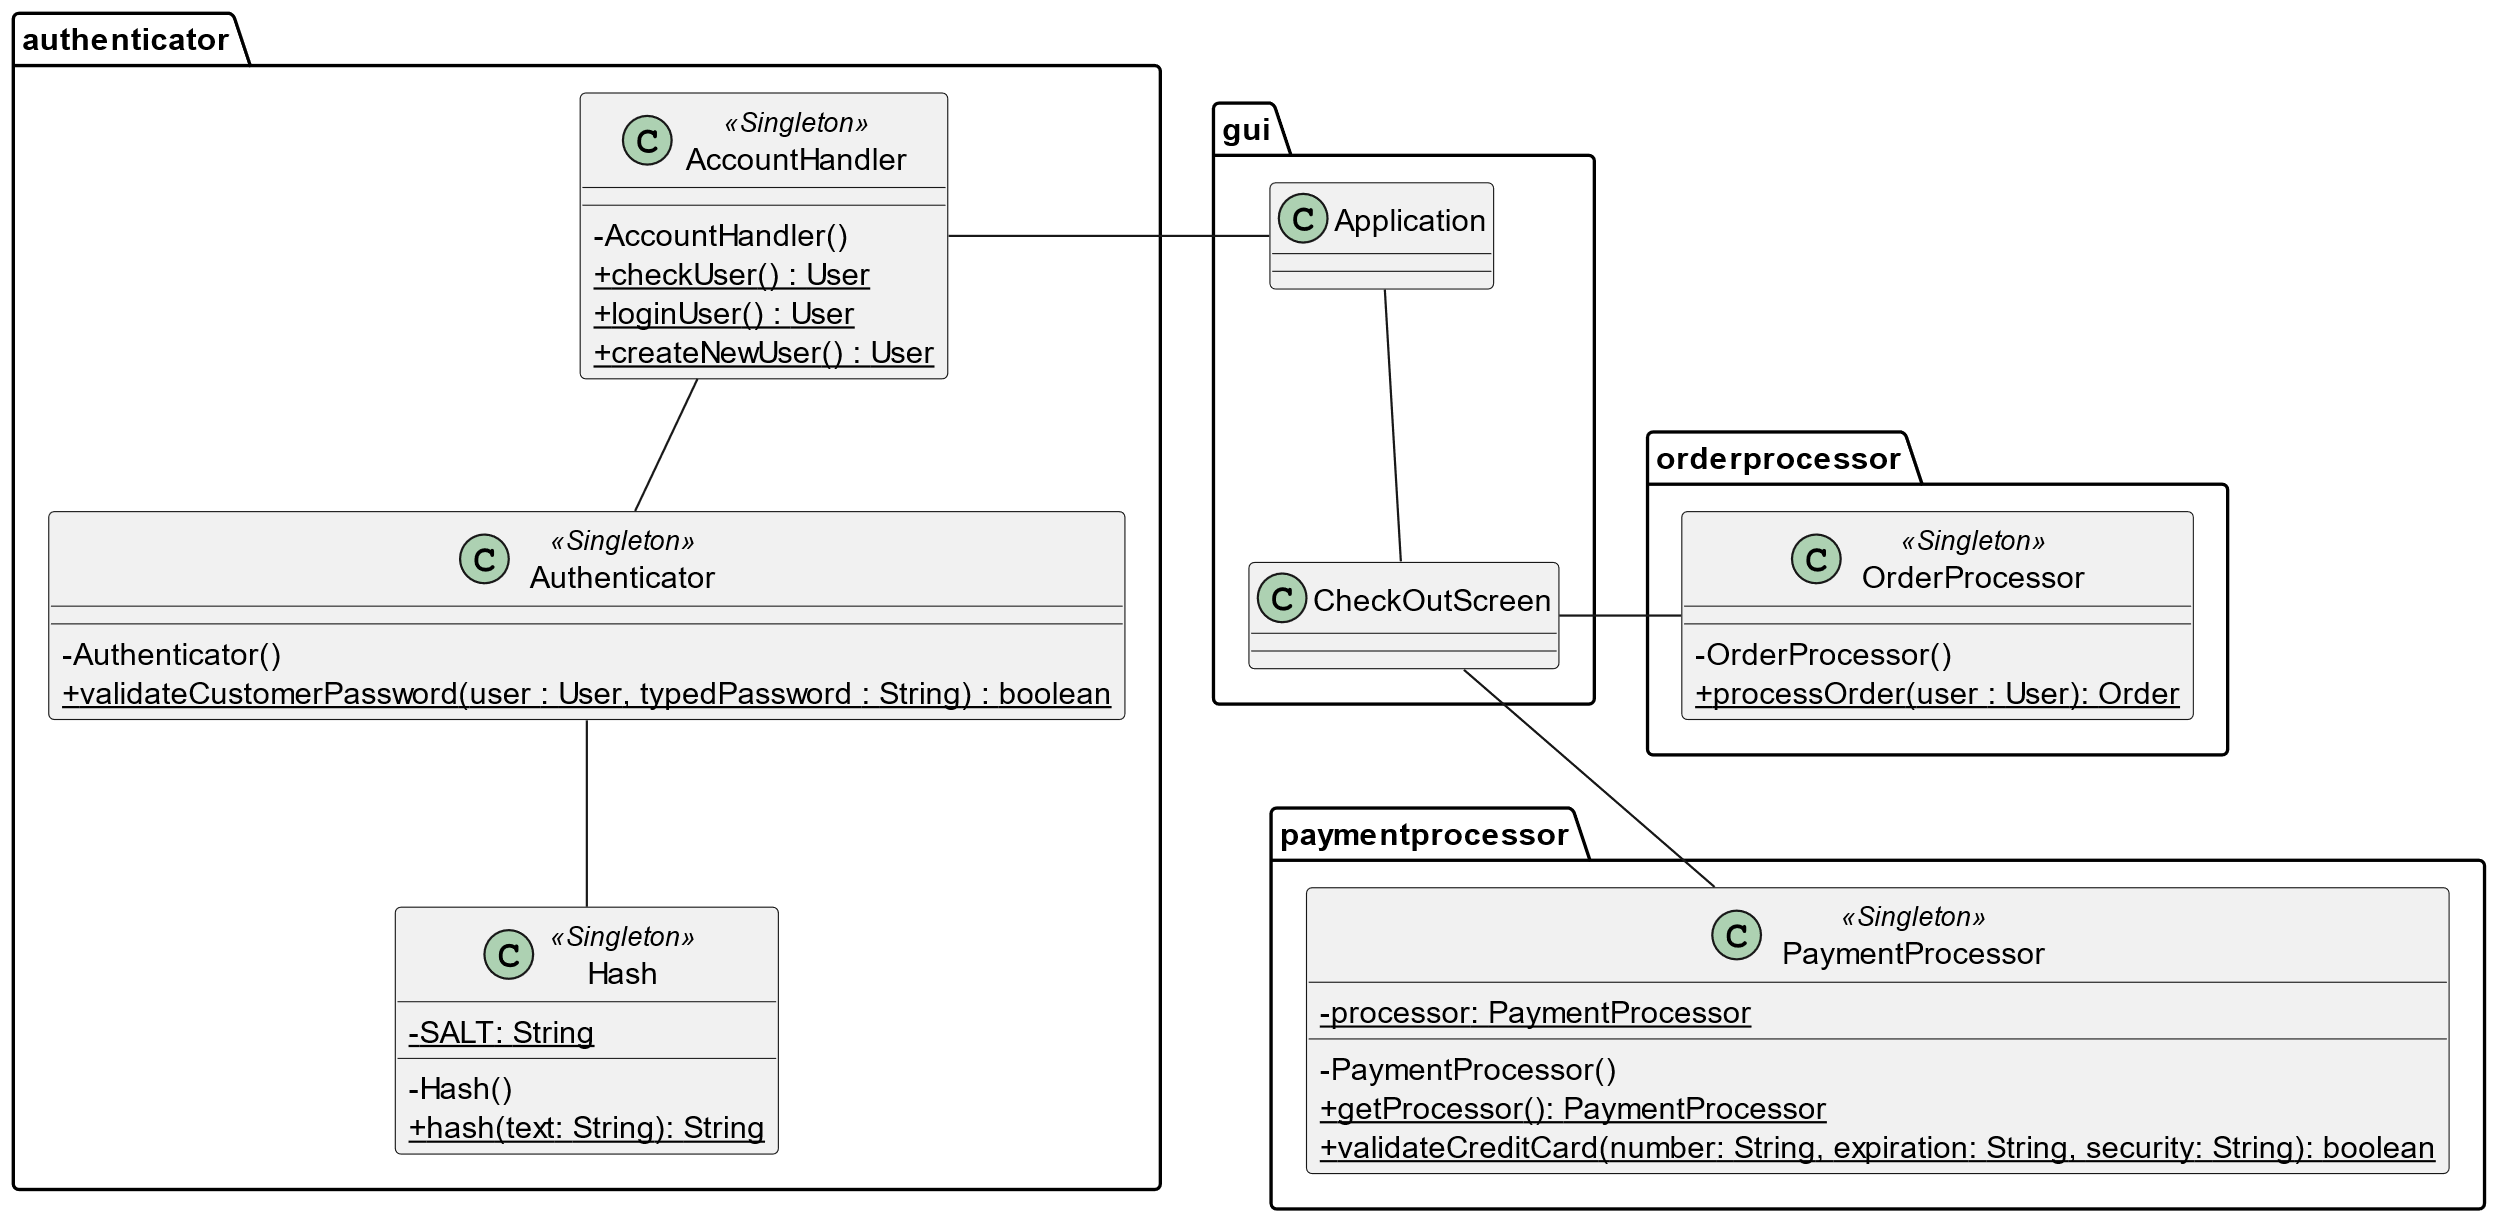 authenticator
C
«Singleton»
AccountHandler
-AccountHandler()
+checkUser() : User
+loginUser() : User
+createNewUser() : User
C
«Singleton»
Authenticator
-Authenticator()
+validateCustomerPassword(user : User, typedPassword : String) : boolean
C
«Singleton»
Hash
-SALT: String
-Hash()
+hash(text: String): String
gui
C Application
C CheckOutScreen
orderprocessor
C
«Singleton»
OrderProcessor
-OrderProcessor()
+processOrder(user : User): Order
paymentprocessor
C
«Singleton»
PaymentProcessor
-processor: PaymentProcessor
-PaymentProcessor()
+getProcessor(): PaymentProcessor
+validateCreditCard(number: String, expiration: String, security: String): boolean